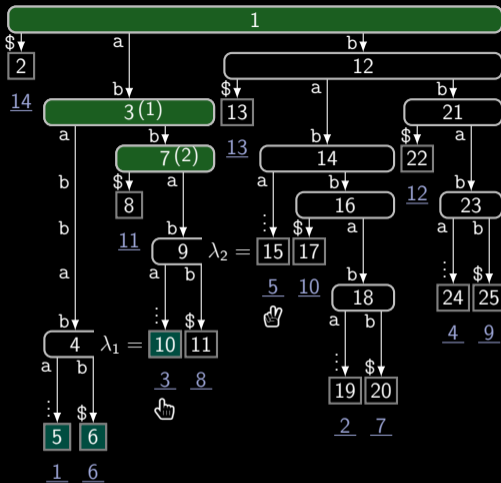 1
$ a b
2 12
14 b $ a b
3 (1) 13 21
a b 13 b $ a
7 (2) 14 22
b $ a a b 12 b
8 16 23
b 11 b $ a a b
9 λ₂ = 15 17
a a b 5 10 b ⋮ $
18 24 25
b ⋮ $ a b 4 9
4 λ₁ = 10 11
a b 3 8 ⋮ $
19 20
⋮ $ 2 7
5 6
1 6